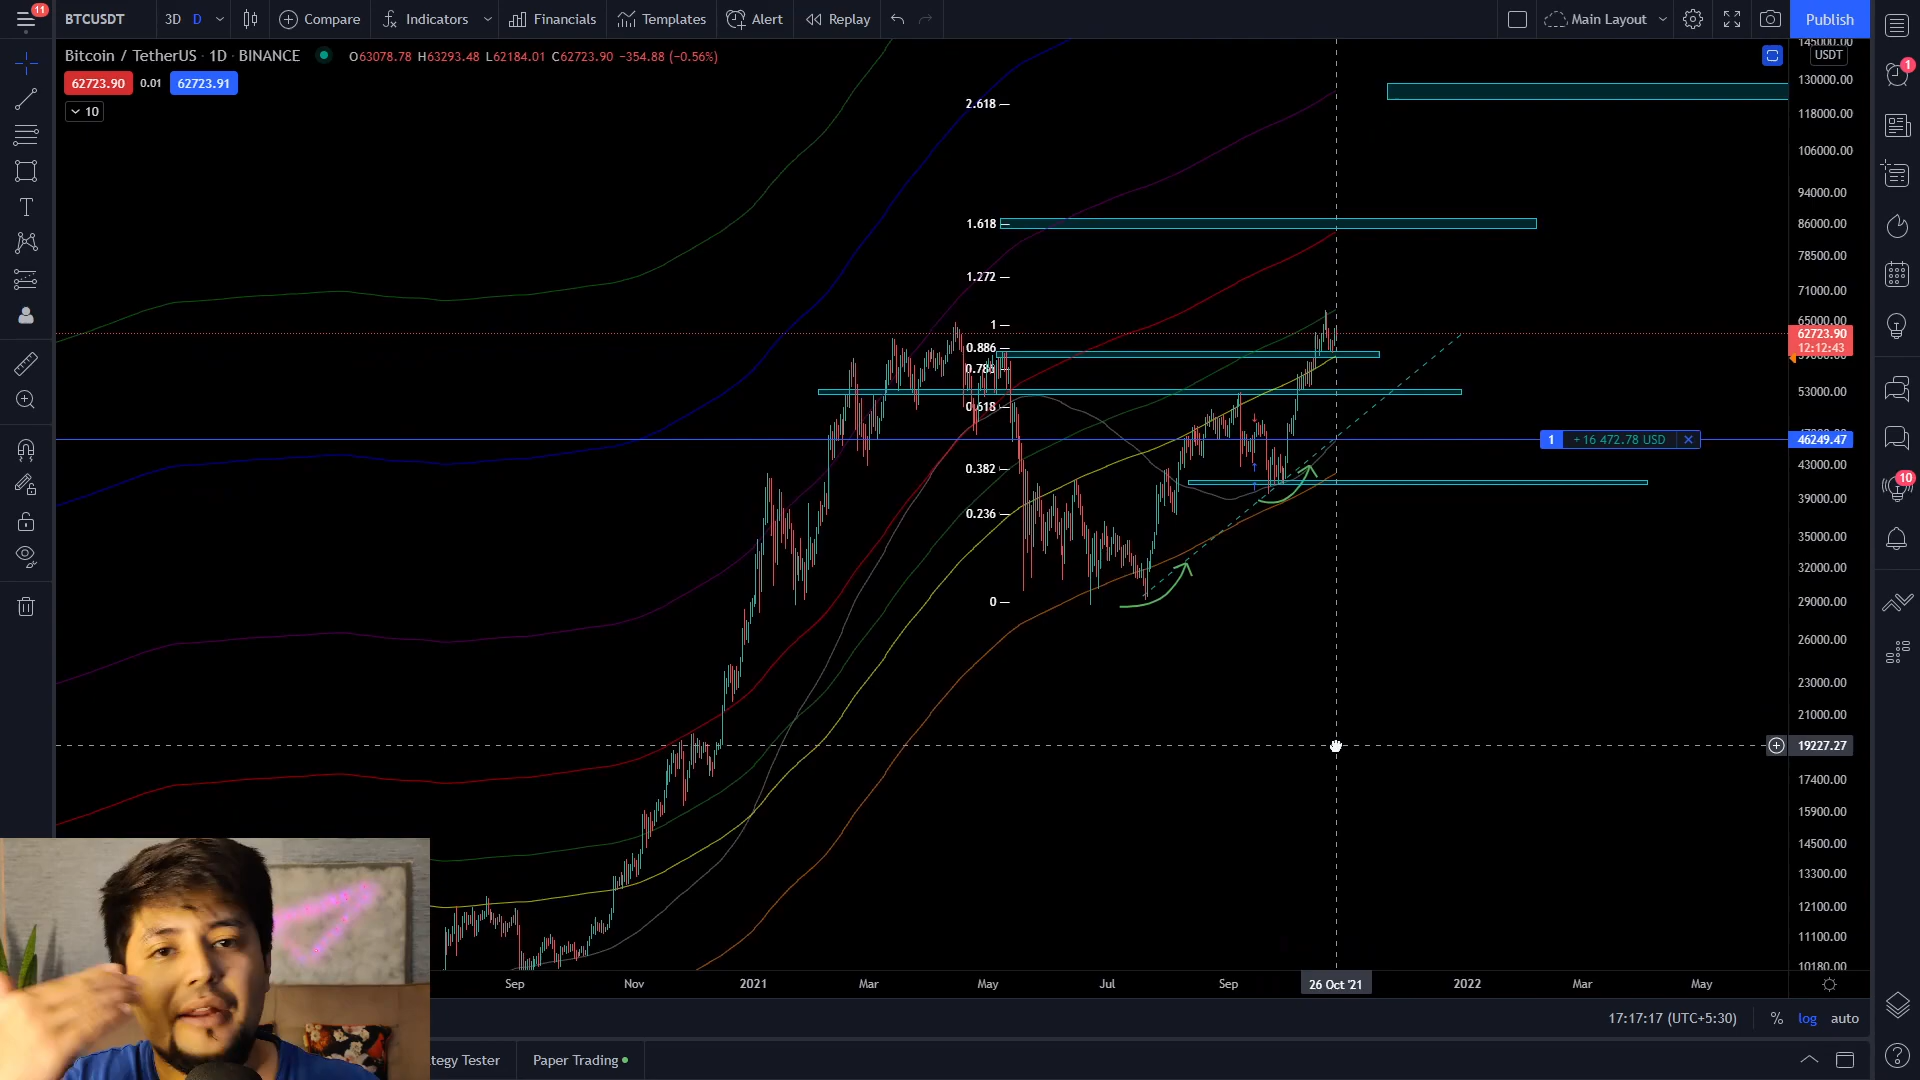 11
BTCUSDT
3D
D
Compare
Indicators
Financials
Templates
Alert
Replay
Main Layout
Publish
Bitcoin / TetherUS · 1D · BINANCE
O63078.78 H63293.48 L62184.01 C62723.90 −354.88 (−0.56%)
62723.90
0.01
62723.91
10
USDT
145000.00
130000.00
118000.00
106000.00
94000.00
86000.00
78500.00
71000.00
65000.00
62723.90
12:12:43
53000.00
46249.47
43000.00
39000.00
35000.00
32000.00
29000.00
26000.00
23000.00
21000.00
19227.27
17400.00
15900.00
14500.00
13300.00
12100.00
11100.00
10180.00
2.618
1.618
1.272
1
0.886
0.786
0.618
0.382
0.236
0
1
+16 472.78 USD
1
10
Sep
Nov
2021
Mar
May
Jul
Sep
26 Oct '21
2022
Mar
May
17:17:17 (UTC+5:30)
%
log
auto
tegy Tester
Paper Trading